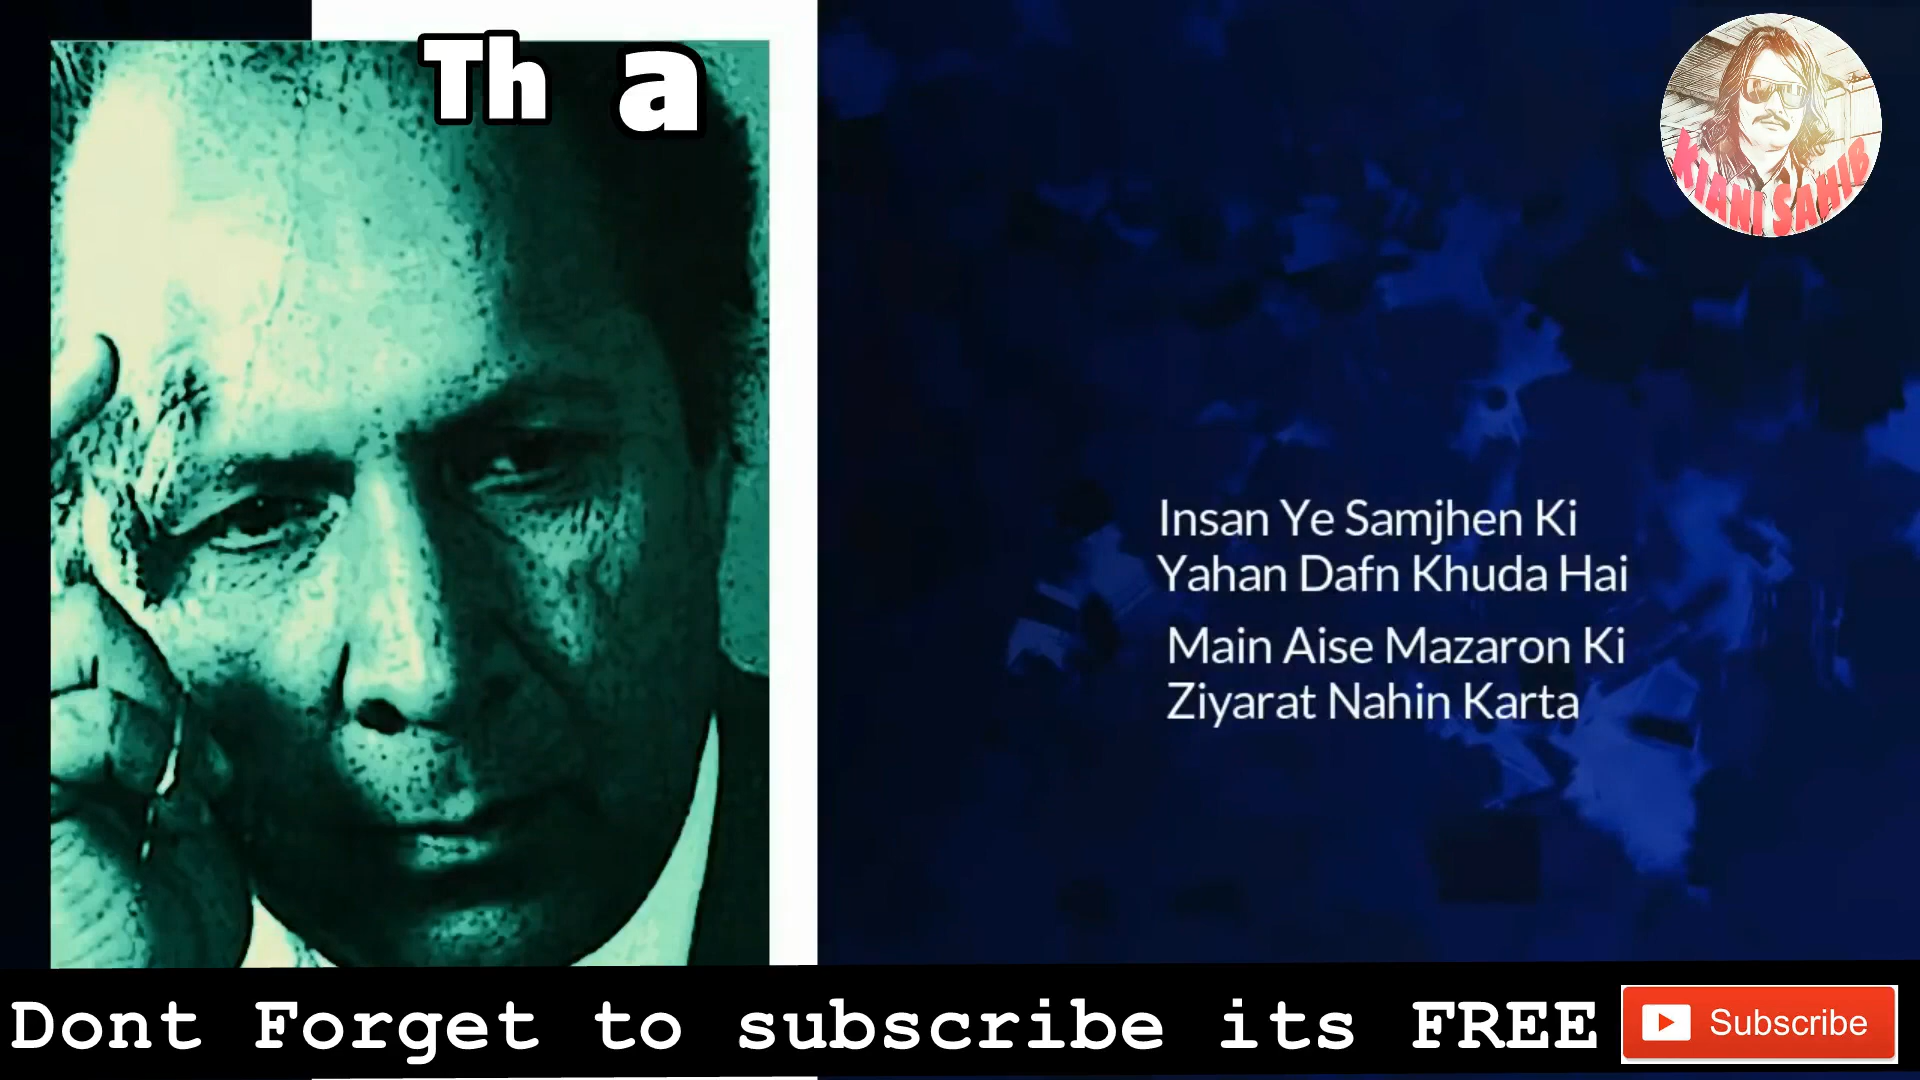 Th a
KIANI SAHIB
Insan Ye Samjhen Ki
Yahan Dafn Khuda Hai
Main Aise Mazaron Ki
Ziyarat Nahin Karta
Dont Forget to subscribe its FREE
Subscribe